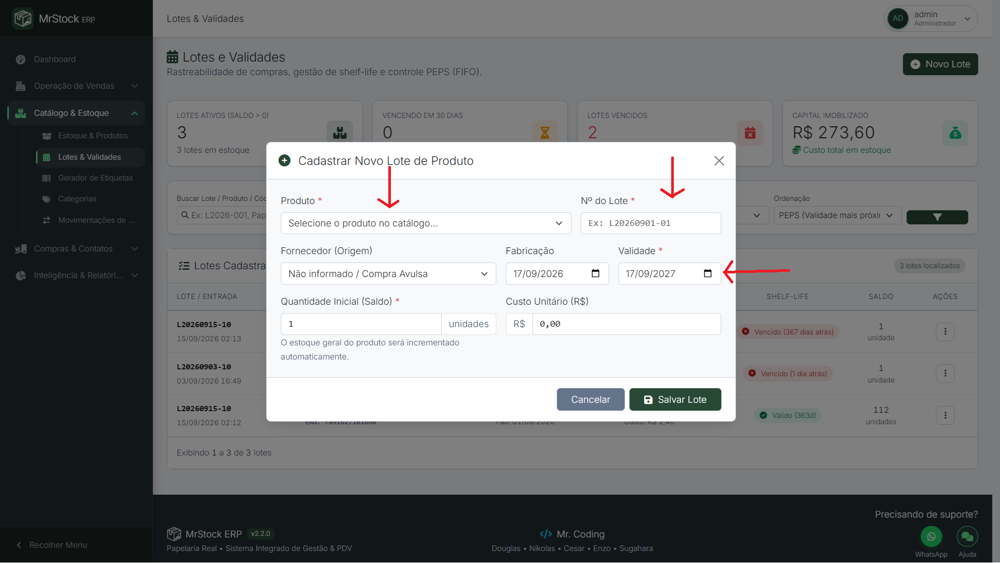 MrStock ERP
Lotes & Validades
AD
admin
Administrador
Dashboard
Operação de Vendas
Catálogo & Estoque
Estoque & Produtos
Lotes & Validades
Gerador de Etiquetas
Categorias
Movimentações de ...
Compras & Contatos
Inteligência & Relatóri...
Recolher Menu
Lotes e Validades
Rastreabilidade de compras, gestão de shelf-life e controle PEPS (FIFO).
Novo Lote
LOTES ATIVOS (SALDO > 0)
3
3 lotes em estoque
VENCENDO EM 30 DIAS
0
LOTES VENCIDOS
2
CAPITAL IMOBILIZADO
R$ 273,60
Custo total em estoque
Buscar Lote / Produto / Cód
Ex: L2026-001, Pap
Ordenação
PEPS (Validade mais próxi
Cadastrar Novo Lote de Produto
Produto *
Nº do Lote *
Selecione o produto no catálogo...
Ex: L20260901-01
Fornecedor (Origem)
Fabricação
Validade *
Não informado / Compra Avulsa
17/09/2026
17/09/2027
Quantidade Inicial (Saldo) *
Custo Unitário (R$)
1
unidades
R$
0,00
O estoque geral do produto será incrementado
automaticamente.
Cancelar
Salvar Lote
Lotes Cadastra
3 lotes localizados
LOTE / ENTRADA
SHELF-LIFE
SALDO
AÇÕES
L20260915-10
15/09/2026 02:13
Vencido (367 dias atrás)
1
unidade
L20260903-10
03/09/2026 16:49
Vencido (1 dia atrás)
1
unidade
L20260915-10
15/09/2026 02:12
EAN: 7891027101060
Fab: 01/09/2026
Custo: R$ 2,40
Válido (363d)
112
unidades
Exibindo 1 a 3 de 3 lotes
MrStock ERP v2.2.0
Papelaria Real • Sistema Integrado de Gestão & PDV
Mr. Coding
Douglas • Nikolas • Cesar • Enzo • Sugahara
Precisando de suporte?
WhatsApp
Ajuda